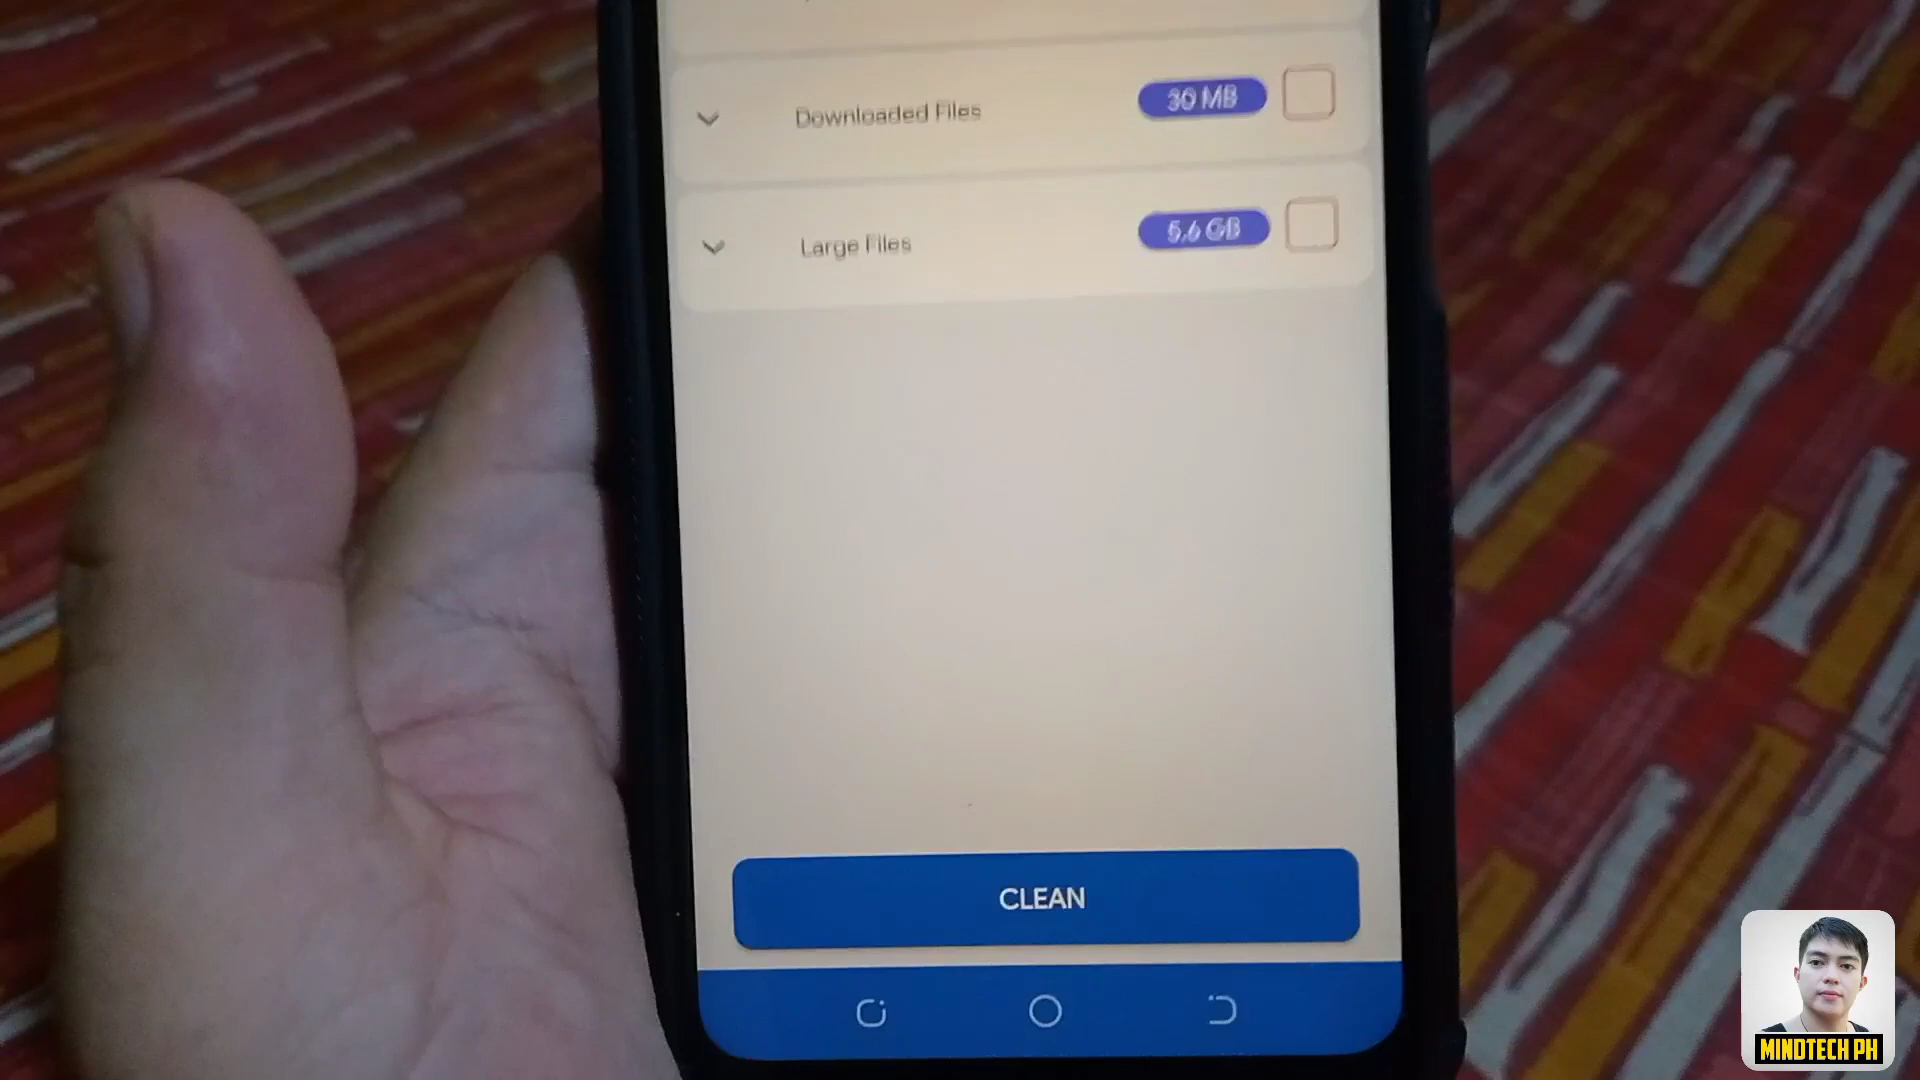 Downloaded Files
30 MB
Large Files
5.6 GB
CLEAN
MINDTECH PH